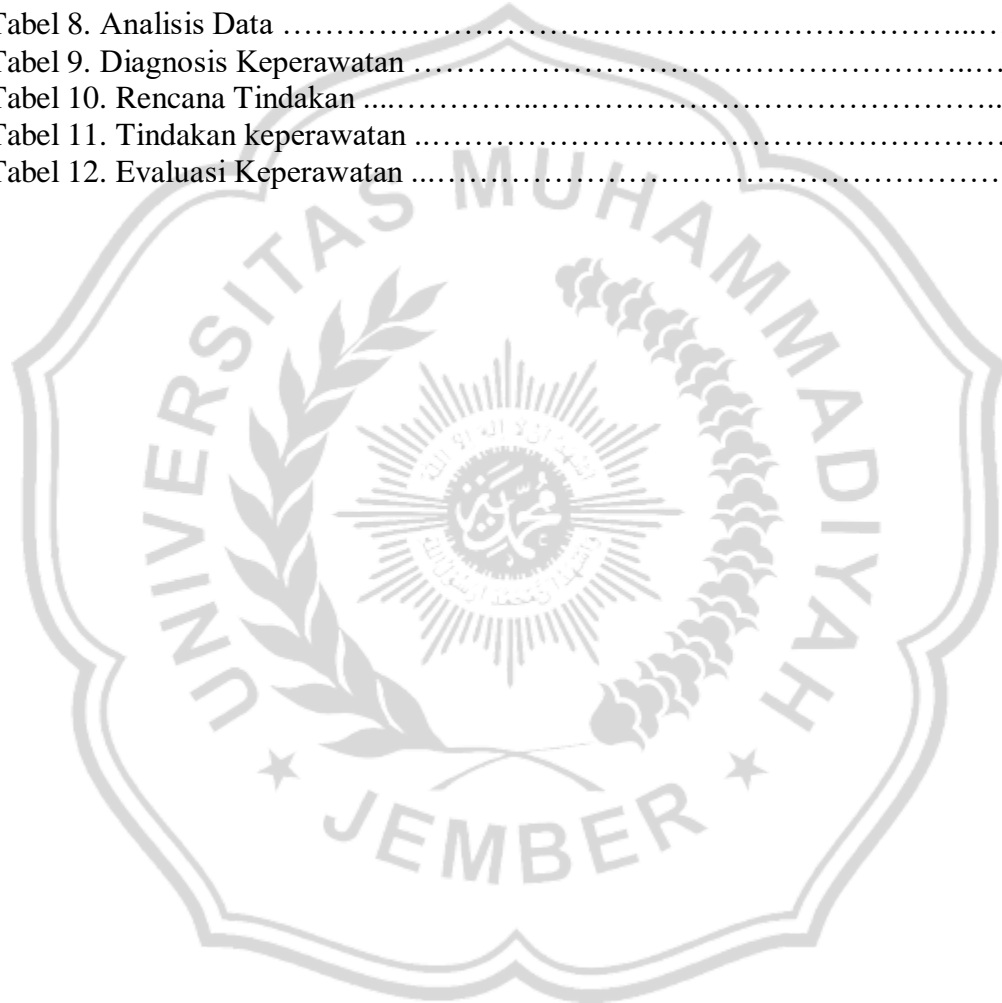 Tabel 8. Analisis Data ……………………………………………………………...…
Tabel 9. Diagnosis Keperawatan …………………………………………………..…
Tabel 10. Rencana Tindakan ....…………..………………………………………..
Tabel 11. Tindakan keperawatan ..……………………………………………………
Tabel 12. Evaluasi Keperawatan ...……………………………………………………
UNIVERSITAS MUHAMMADIYAH
JEMBER